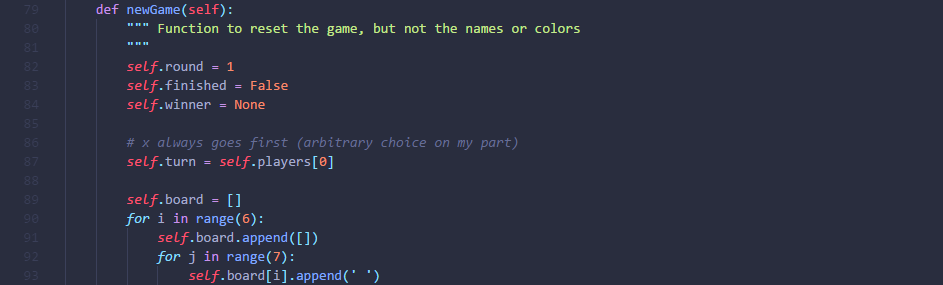 79 def newGame(self):
80 """ Function to reset the game, but not the names or colors
81 """
82 self.round = 1
83 self.finished = False
84 self.winner = None
85
86 # x always goes first (arbitrary choice on my part)
87 self.turn = self.players[0]
88
89 self.board = []
90 for i in range(6):
91 self.board.append([])
92 for j in range(7):
93 self.board[i].append(' ')